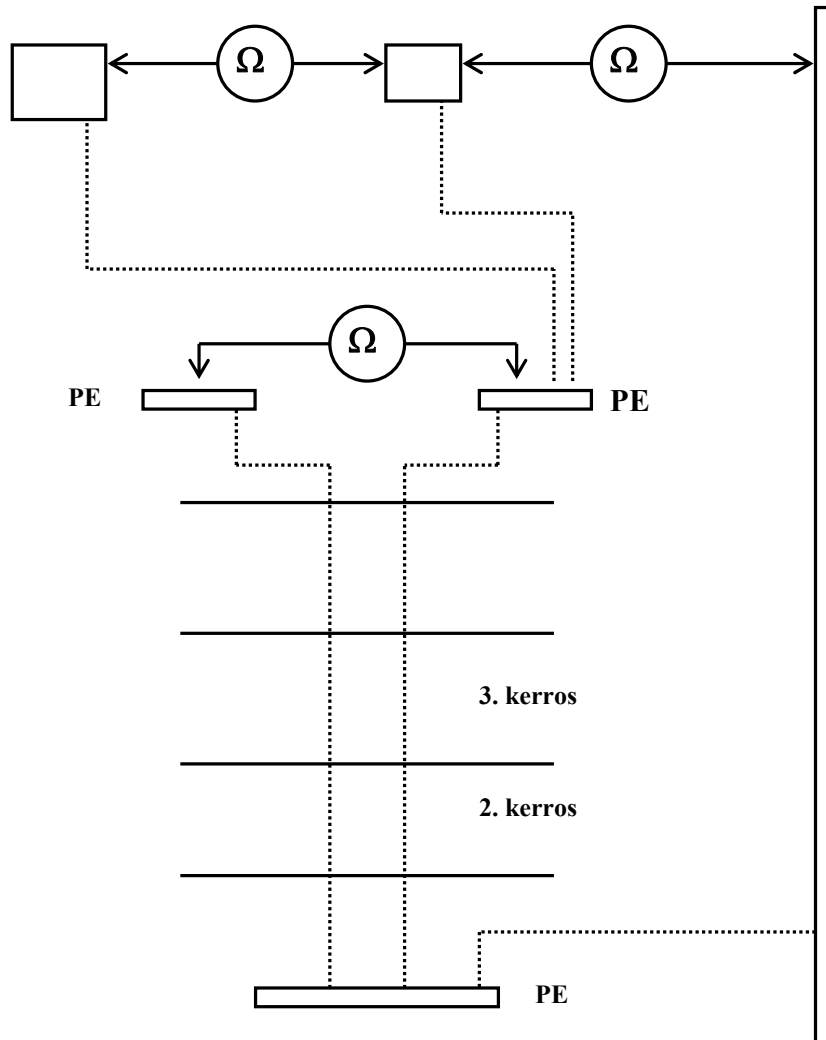 Ω Ω
Ω
PE PE
3. kerros
2. kerros
PE